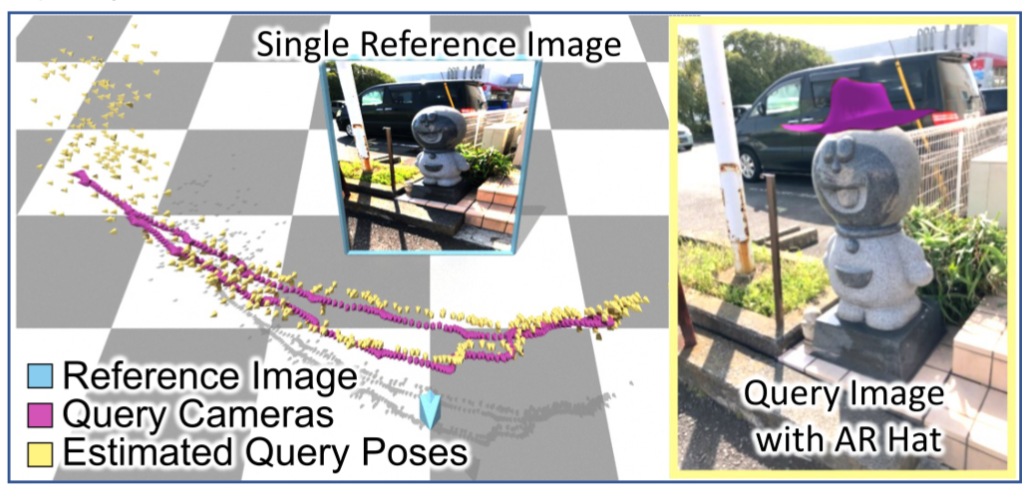 Single Reference Image
Reference Image
Query Cameras
Estimated Query Poses
Query Image
with AR Hat